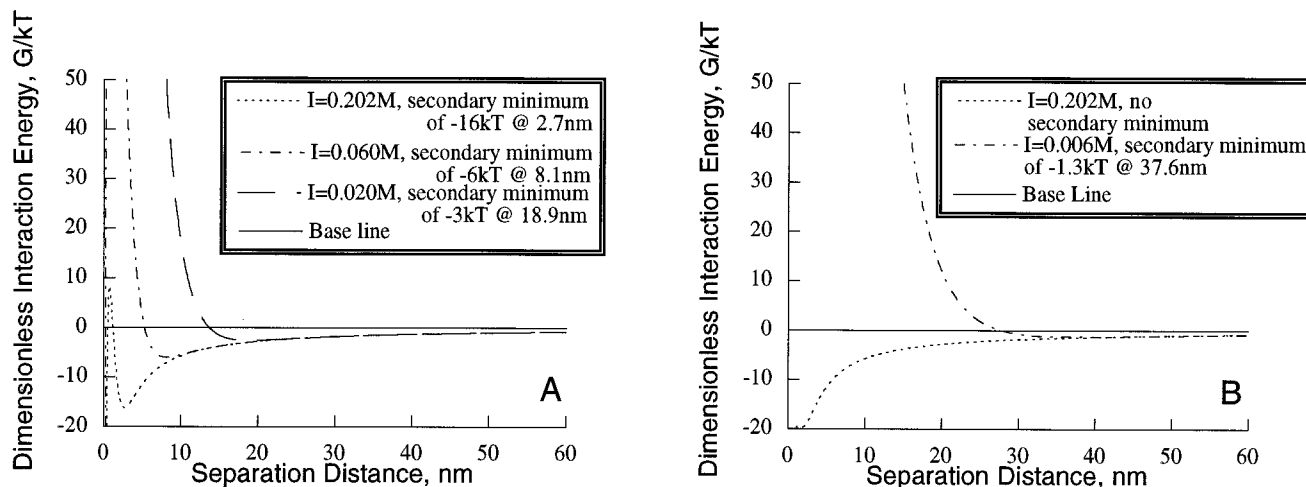 Dimensionless Interaction Energy, G/kT
50
40
30
20
10
0
-10
-20
I=0.202M, secondary minimum
of -16kT @ 2.7nm
I=0.060M, secondary minimum
of -6kT @ 8.1nm
I=0.020M, secondary minimum
of -3kT @ 18.9nm
Base line
A
0 10 20 30 40 50 60
Separation Distance, nm
Dimensionless Interaction Energy, G/kT
50
40
30
20
10
0
-10
-20
I=0.202M, no
secondary minimum
I=0.006M, secondary minimum
of -1.3kT @ 37.6nm
Base Line
B
0 10 20 30 40 50 60
Separation Distance, nm